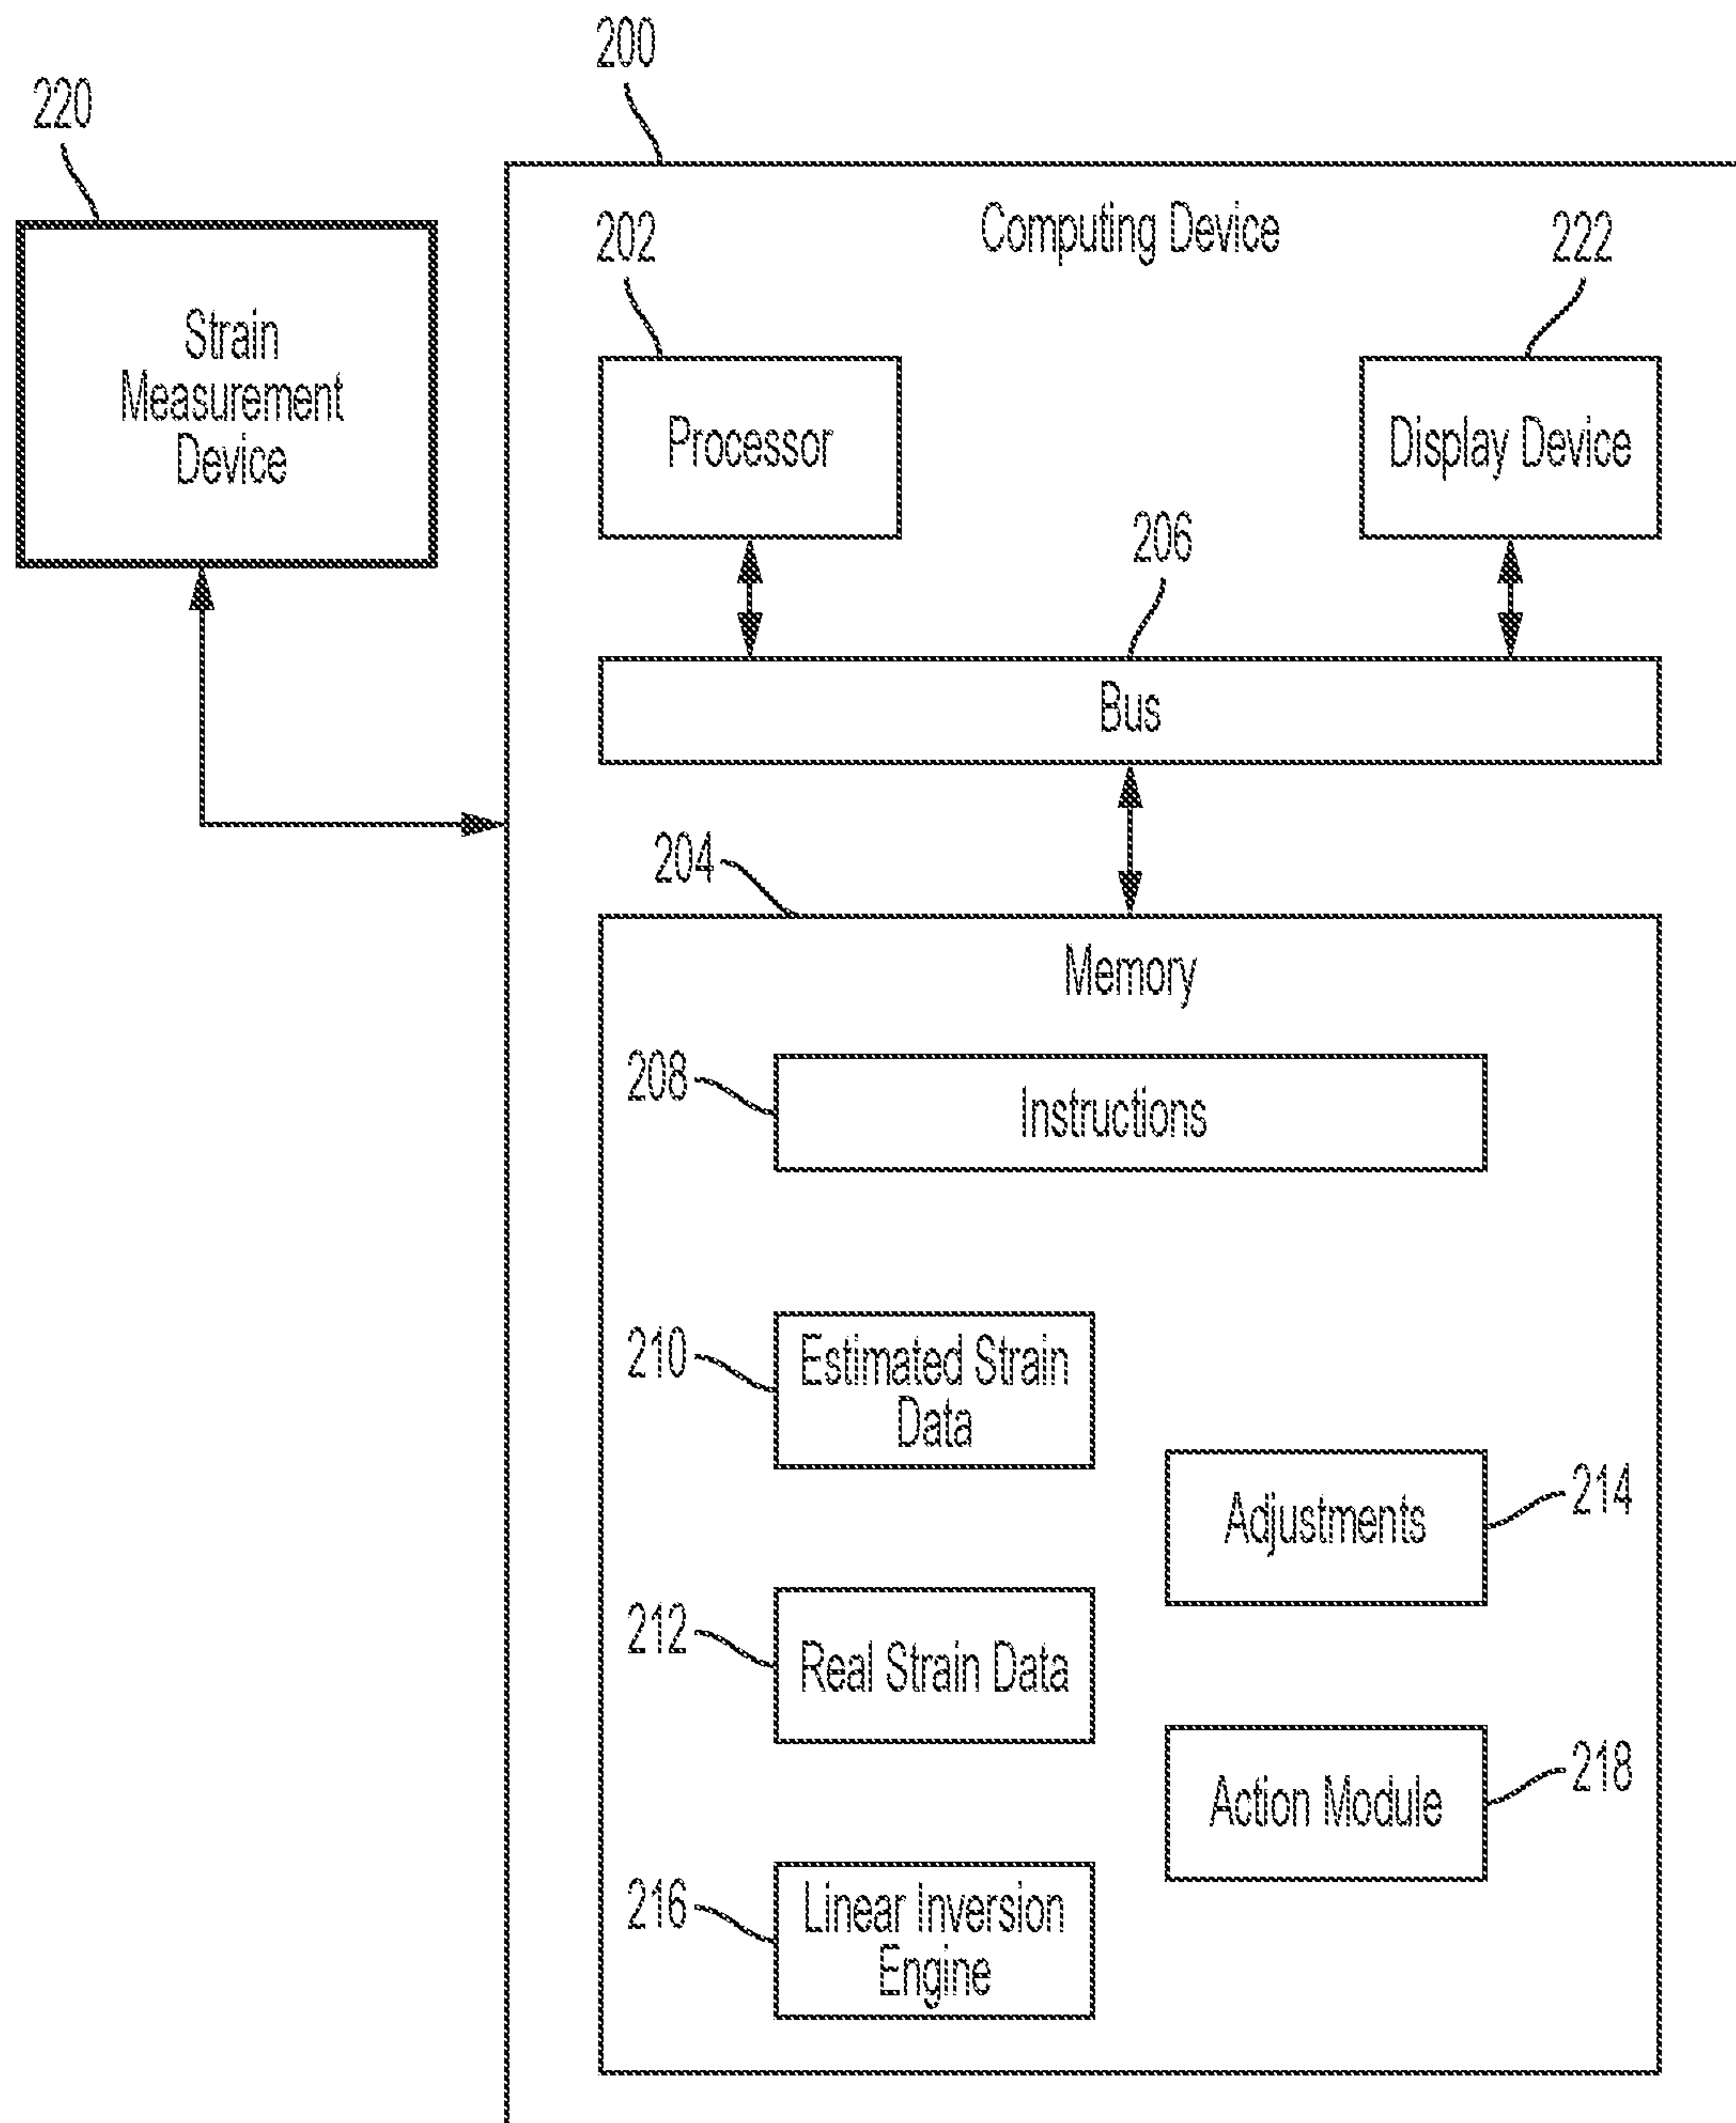 200
220
Computing Device
202
222
Strain
Measurement
Device
Processor
Display Device
206
Bus
204
Memory
208
Instructions
210
Estimated Strain
Data
Adjustments
214
212
Real Strain Data
Action Module
218
216
Linear Inversion
Engine